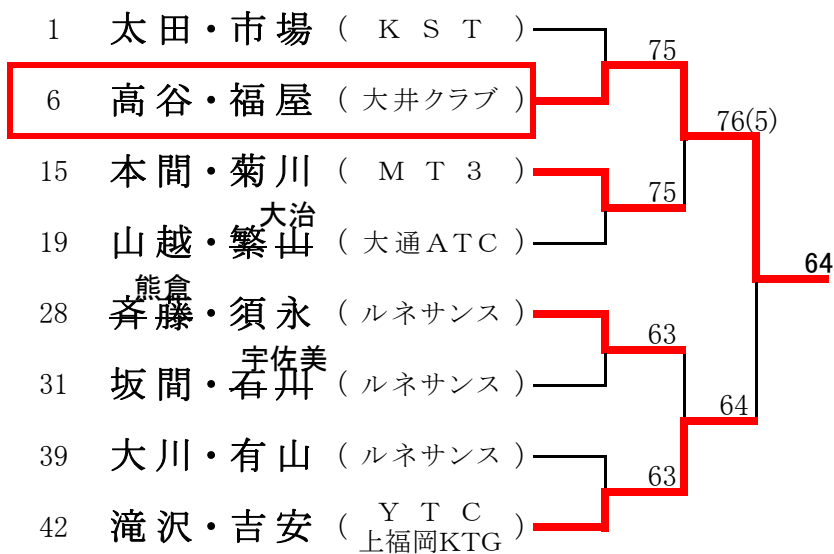 1 太田・市場 ( K S T )
75
6 高谷・福屋 ( 大井クラブ )
76(5)
15 本間・菊川 ( M T 3 )
75
大治
19 山越・繁山 ( 大通ATC )
64
熊倉
28 斉藤・須永 ( ルネサンス )
63
宇佐美
31 坂間・石川 ( ルネサンス )
64
39 大川・有山 ( ルネサンス )
63
42 滝沢・吉安 ( Y T C
上福岡KTG )